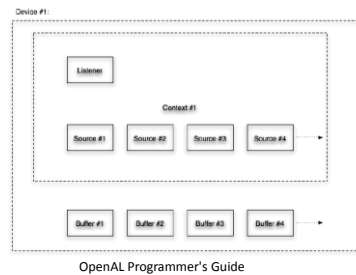 Device #1:
Listener
Context #1
Source #1 Source #2 Source #3 Source #4
Buffer #1 Buffer #2 Buffer #3 Buffer #4
OpenAL Programmer's Guide